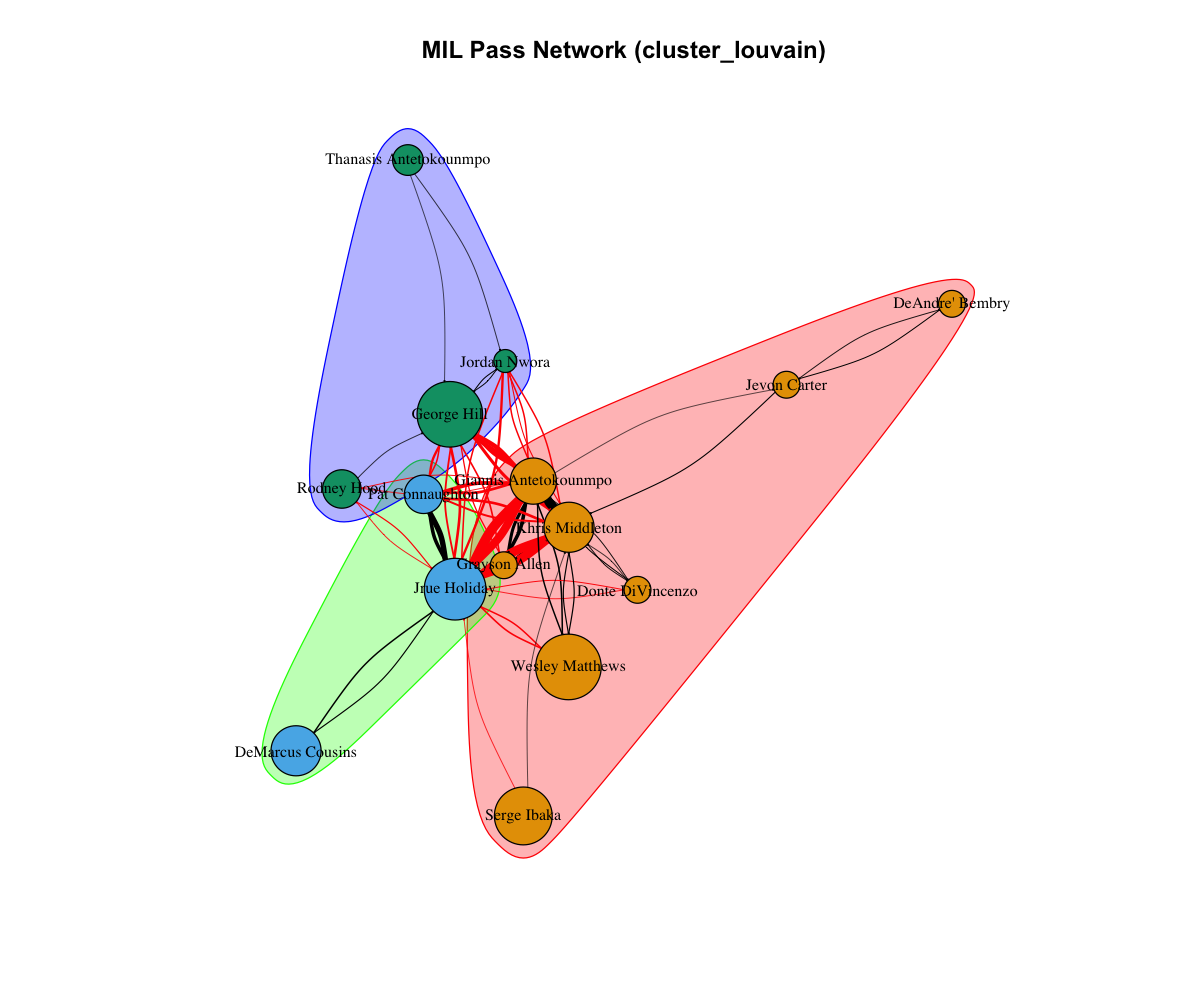 MIL Pass Network (cluster_louvain)
Thanasis Antetokounmpo
DeAndre' Bembry
Jordan Nwora
Jevon Carter
George Hill
Giannis Antetokounmpo
Rodney Hood
Pat Connaughton
Khris Middleton
Grayson Allen
Jrue Holiday
Donte DiVincenzo
Wesley Matthews
DeMarcus Cousins
Serge Ibaka